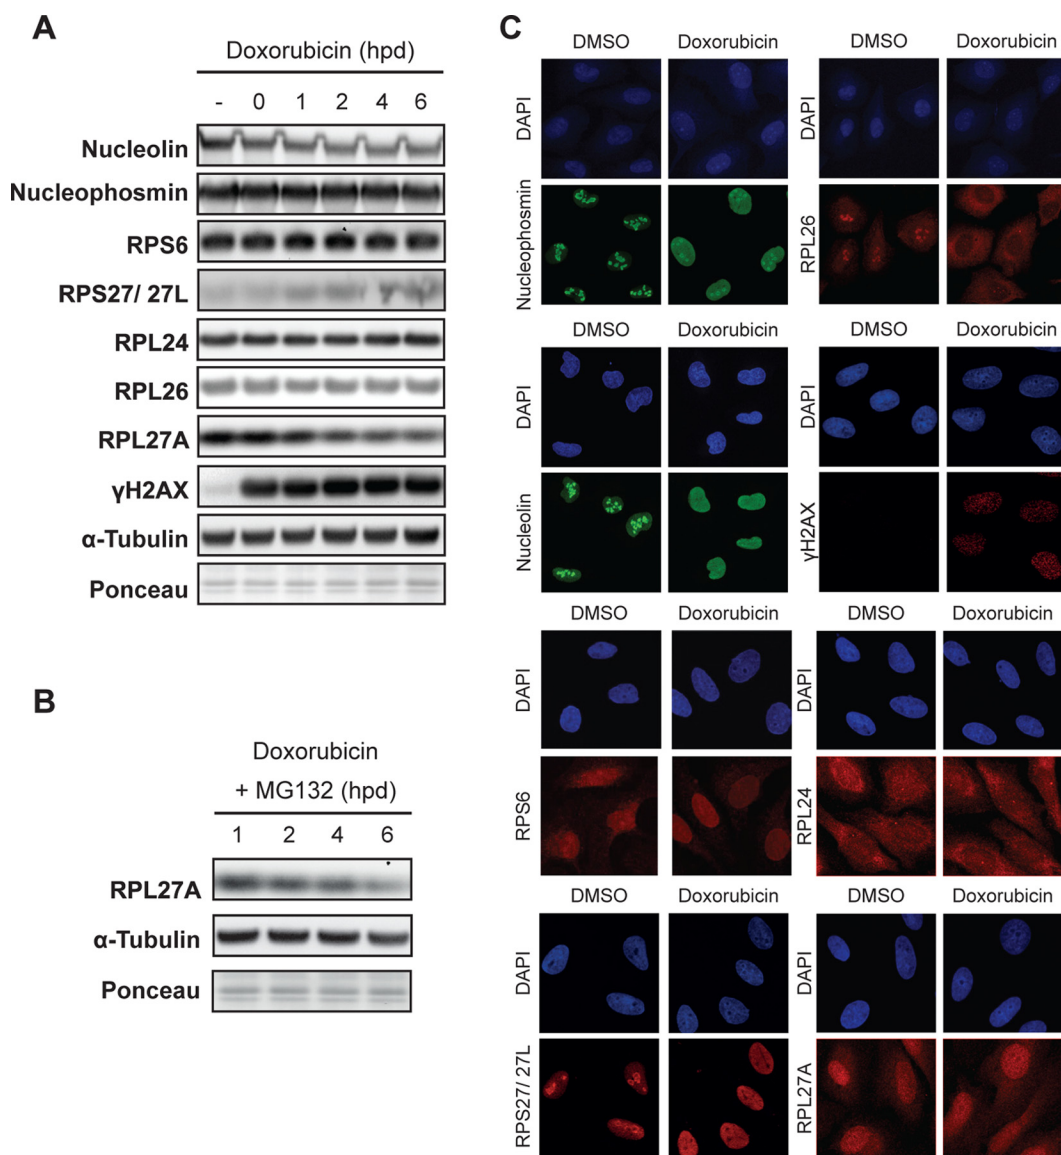 A
Doxorubicin (hpd)
- 0 1 2 4 6
Nucleolin
Nucleophosmin
RPS6
RPS27/ 27L
RPL24
RPL26
RPL27A
γH2AX
α-Tubulin
Ponceau
B
Doxorubicin
+ MG132 (hpd)
1 2 4 6
RPL27A
α-Tubulin
Ponceau
C
DMSO Doxorubicin DMSO Doxorubicin
DAPI DAPI
Nucleophosmin RPL26
DMSO Doxorubicin DMSO Doxorubicin
DAPI DAPI
Nucleolin γH2AX
DMSO Doxorubicin DMSO Doxorubicin
DAPI DAPI
RPS6 RPL24
DMSO Doxorubicin DMSO Doxorubicin
DAPI DAPI
RPS27/ 27L RPL27A